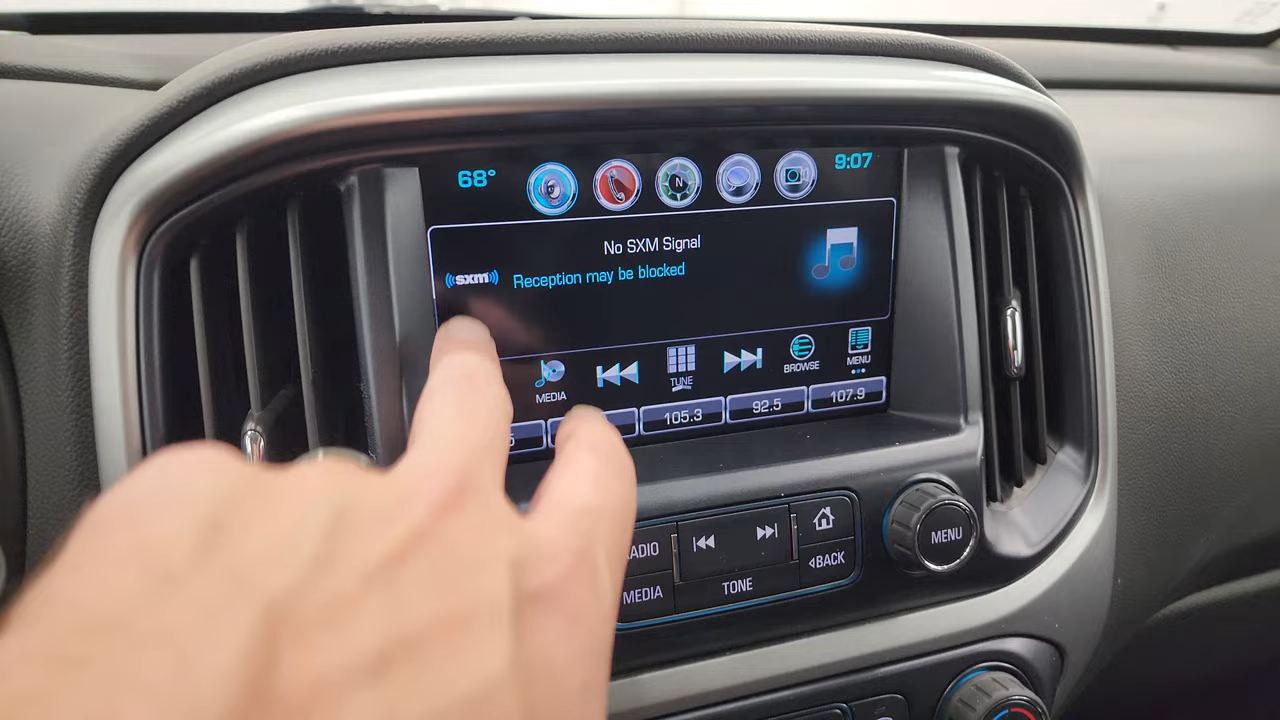 68° N 9:07
No SXM Signal
sxm Reception may be blocked
MEDIA TUNE BROWSE MENU
5 105.3 92.5 107.9
RADIO
BACK
MEDIA TONE
MENU